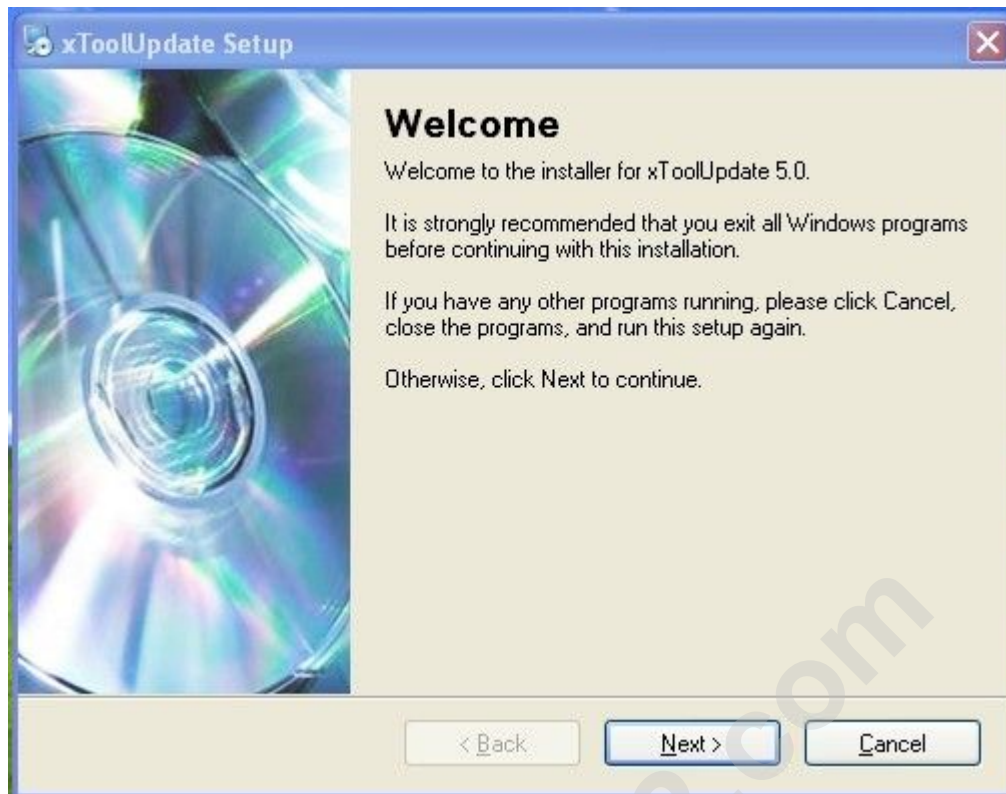 xToolUpdate Setup
Welcome
Welcome to the installer for xToolUpdate 5.0.
It is strongly recommended that you exit all Windows programs
before continuing with this installation.
If you have any other programs running, please click Cancel,
close the programs, and run this setup again.
Otherwise, click Next to continue.
< Back
Next >
Cancel
.com